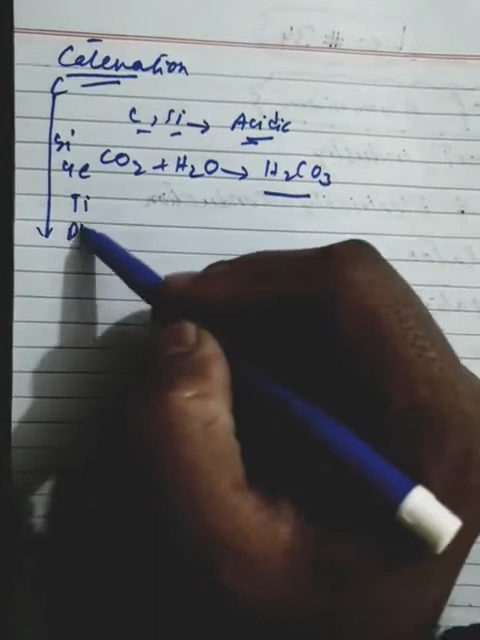 Catenation
C
C, Si → Acidic
Si
Ge CO2 + H2O → H2CO3
Ti